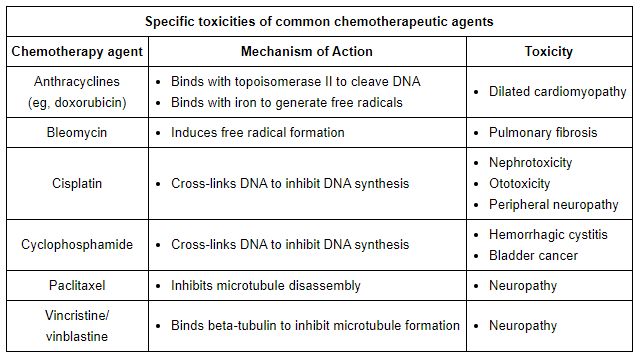 Specific toxicities of common chemotherapeutic agents
Chemotherapy agent Mechanism of Action Toxicity
Anthracyclines
(eg, doxorubicin)
• Binds with topoisomerase II to cleave DNA
• Binds with iron to generate free radicals
• Dilated cardiomyopathy
Bleomycin
• Induces free radical formation
• Pulmonary fibrosis
Cisplatin
• Cross-links DNA to inhibit DNA synthesis
• Nephrotoxicity
• Ototoxicity
• Peripheral neuropathy
Cyclophosphamide
• Cross-links DNA to inhibit DNA synthesis
• Hemorrhagic cystitis
• Bladder cancer
Paclitaxel
• Inhibits microtubule disassembly
• Neuropathy
Vincristine/
vinblastine
• Binds beta-tubulin to inhibit microtubule formation
• Neuropathy